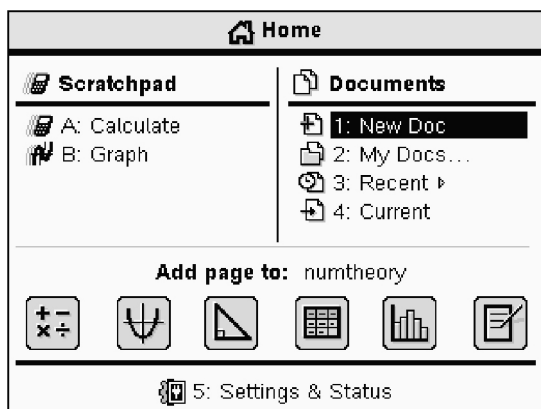 Home
Scratchpad
A: Calculate
B: Graph
Documents
1: New Doc
2: My Docs...
3: Recent ▹
4: Current
Add page to: numtheory
5: Settings & Status